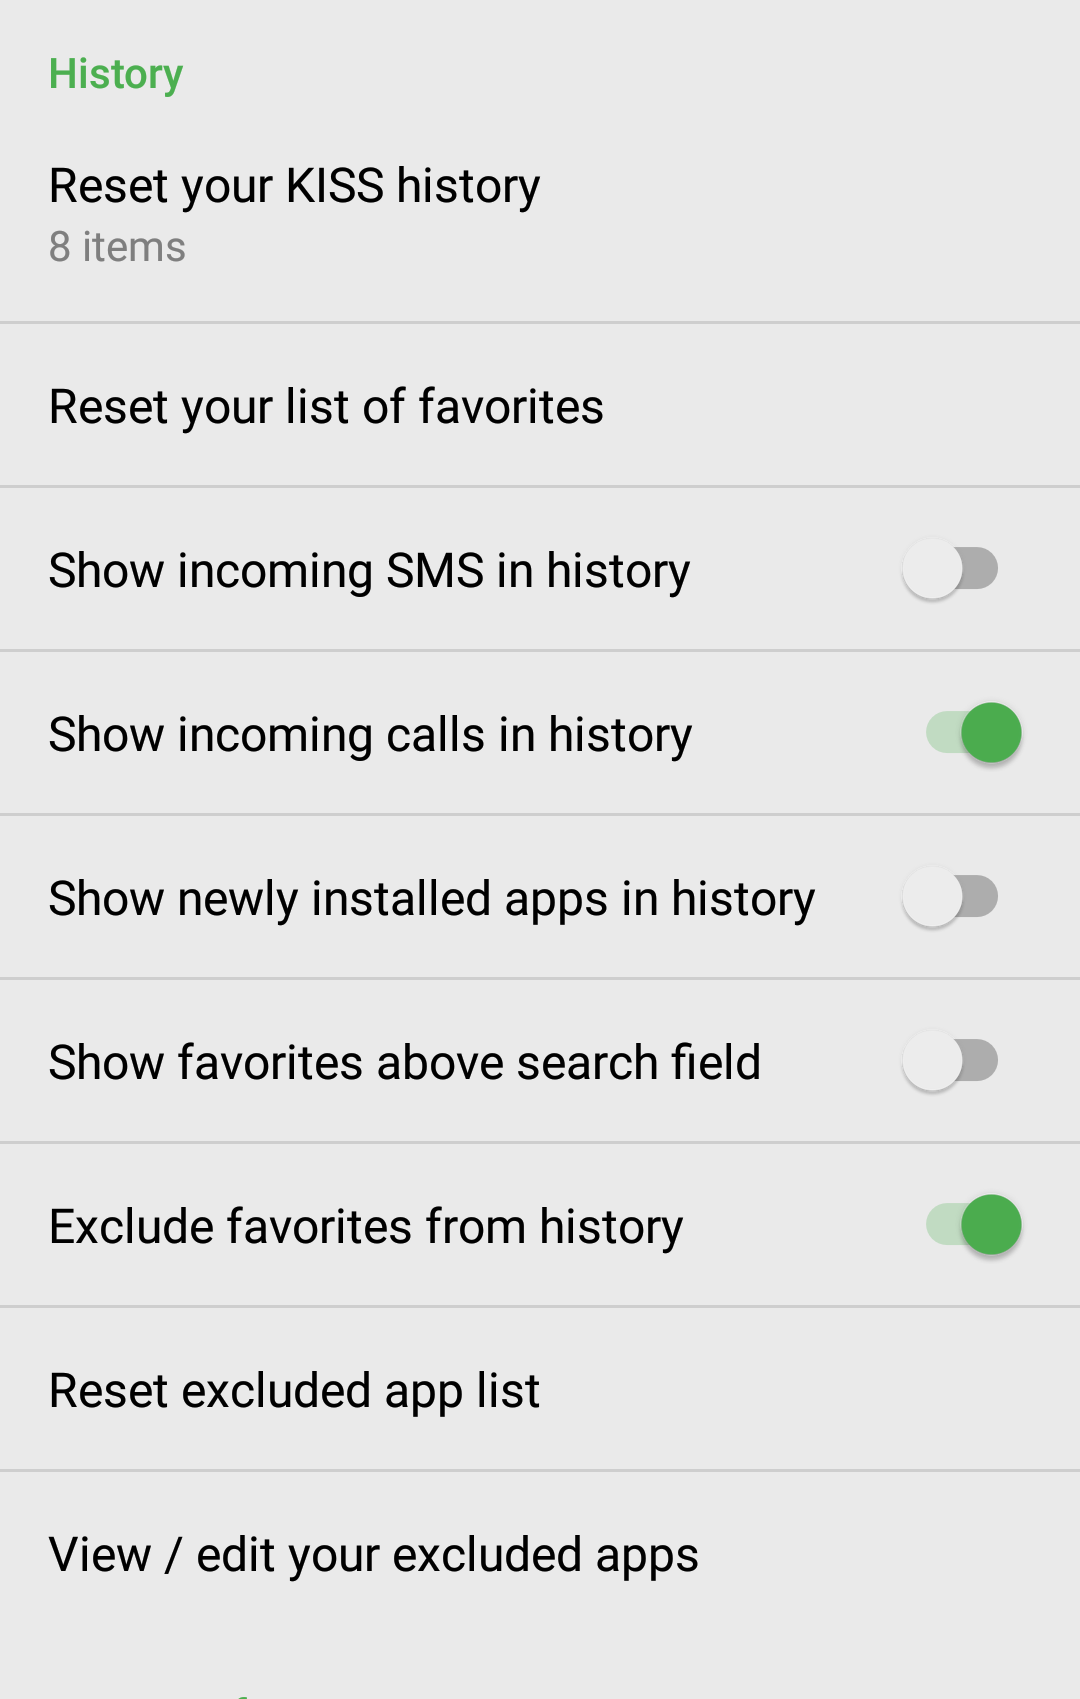 History
Reset your KISS history
8 items
Reset your list of favorites
Show incoming SMS in history
Show incoming calls in history
Show newly installed apps in history
Show favorites above search field
Exclude favorites from history
Reset excluded app list
View / edit your excluded apps